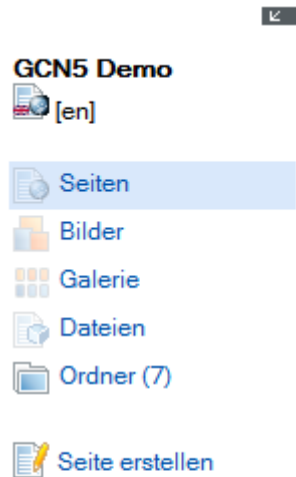 GCN5 Demo
[en]
Seiten
Bilder
Galerie
Dateien
Ordner (7)
Seite erstellen